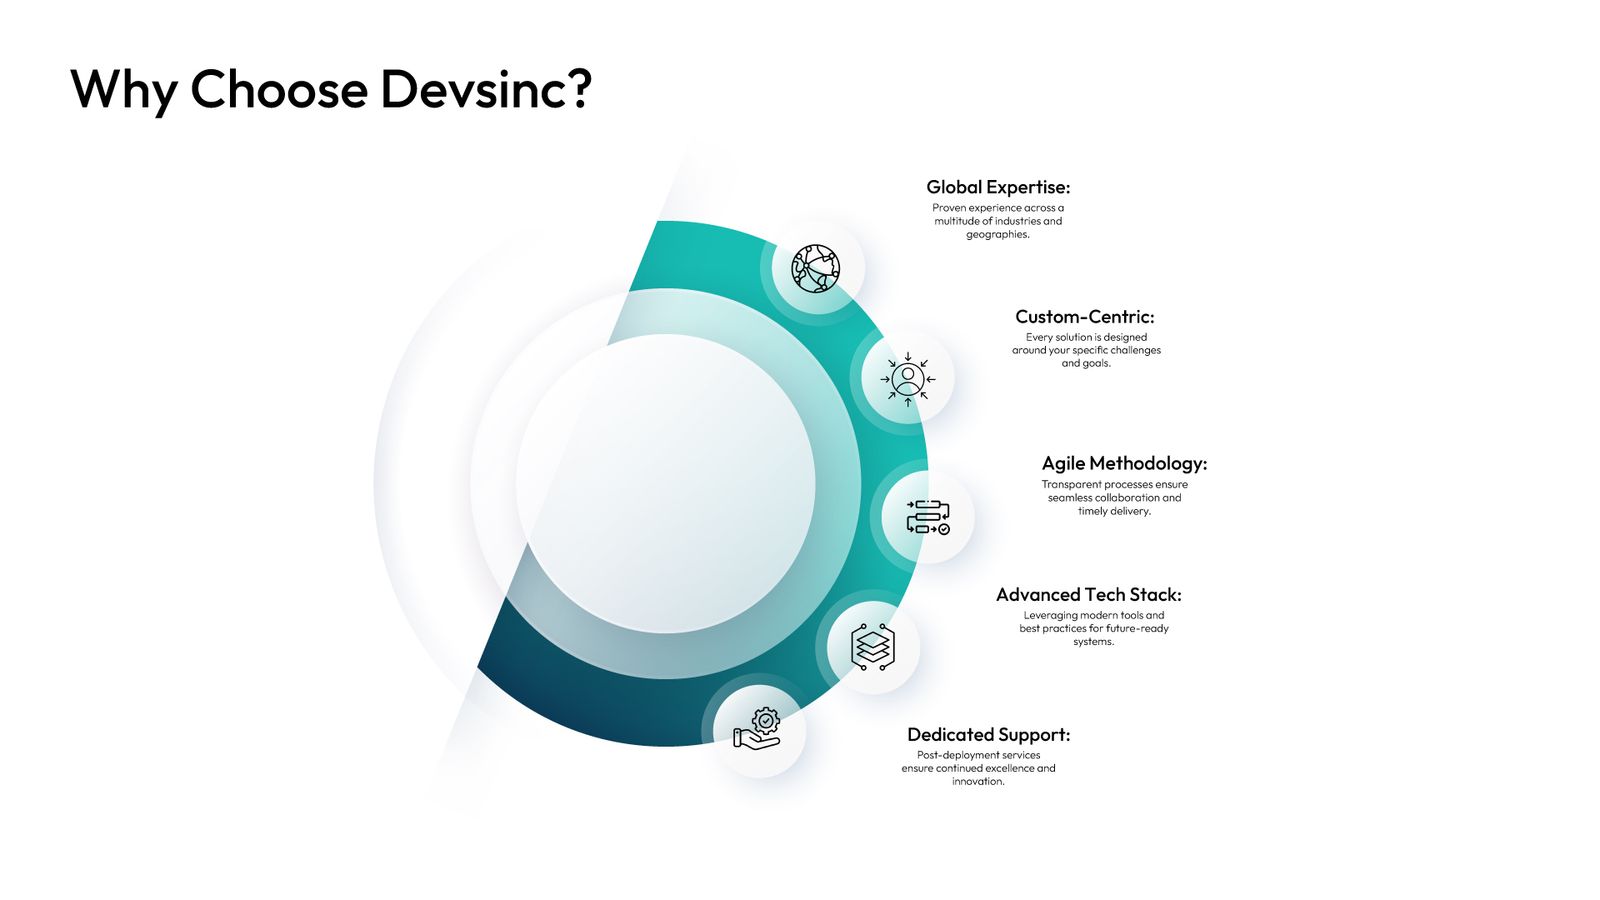 Why Choose Devsinc?
Global Expertise:
Proven experience across a
multitude of industries and
geographies.
Custom-Centric:
Every solution is designed
around your specific challenges
and goals.
Agile Methodology:
Transparent processes ensure
seamless collaboration and
timely delivery.
Advanced Tech Stack:
Leveraging modern tools and
best practices for future-ready
systems.
Dedicated Support:
Post-deployment services
ensure continued excellence and
innovation.